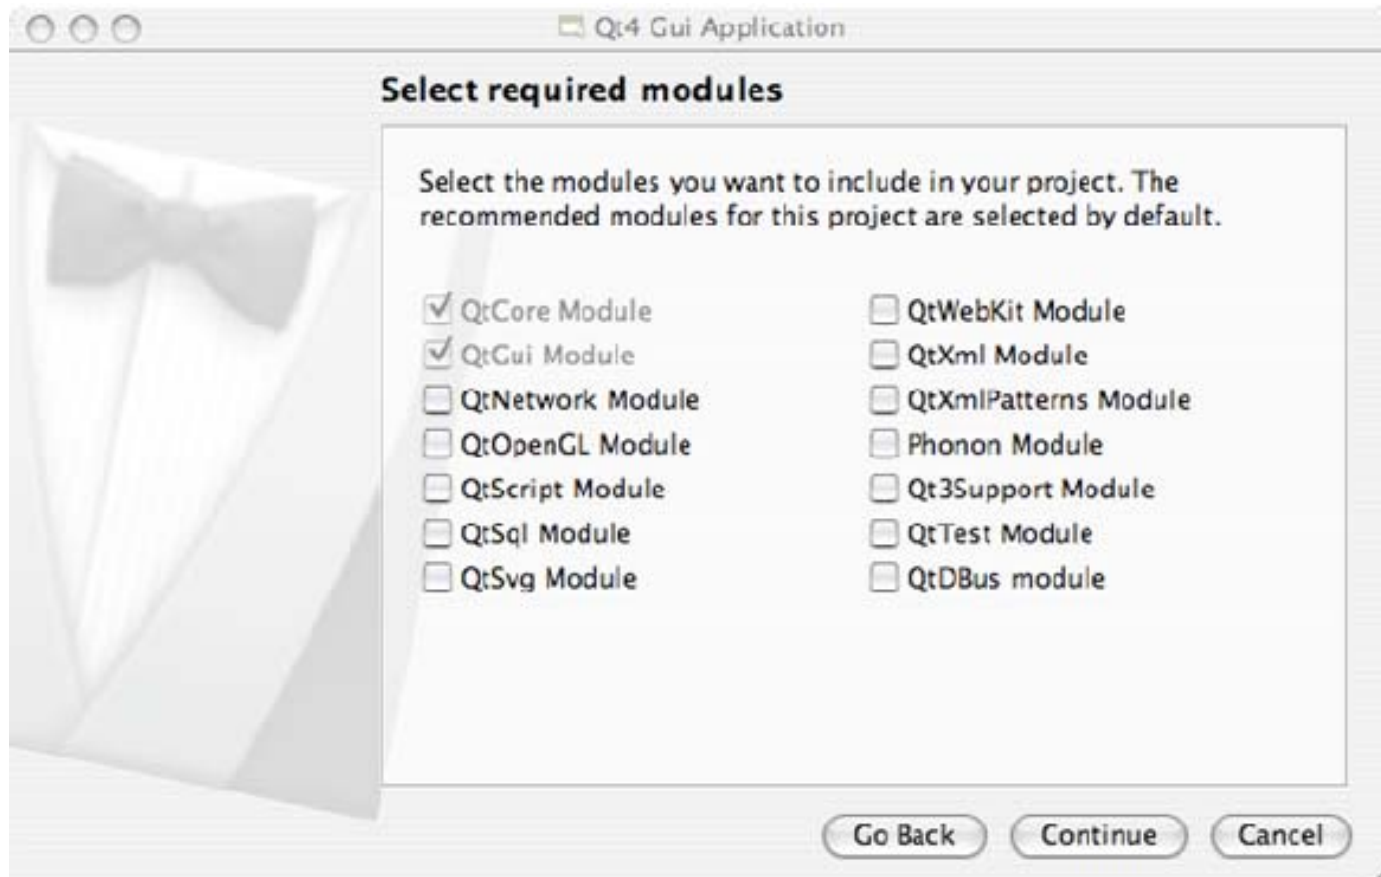 Qt4 Gui Application
Select required modules
Select the modules you want to include in your project. The
recommended modules for this project are selected by default.
QtCore Module
QtGui Module
QtNetwork Module
QtOpenGL Module
QtScript Module
QtSql Module
QtSvg Module
QtWebKit Module
QtXml Module
QtXmlPatterns Module
Phonon Module
Qt3Support Module
QtTest Module
QtDBus module
Go Back
Continue
Cancel